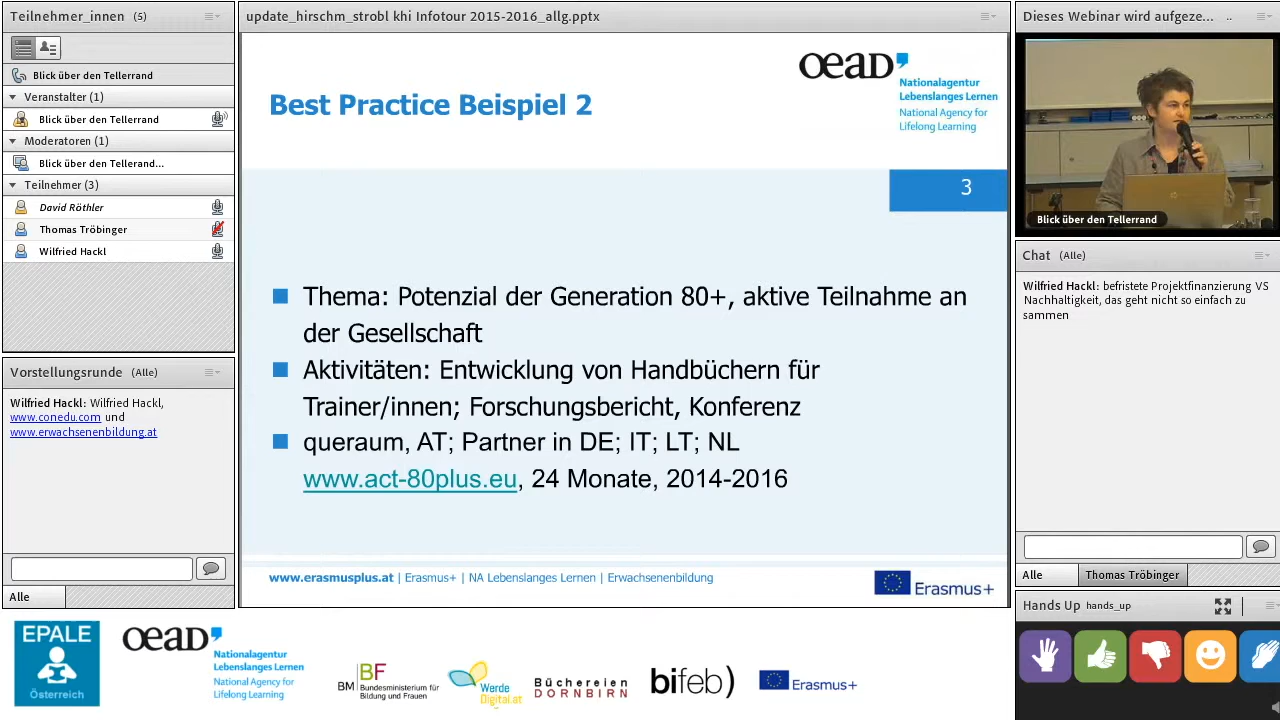 Teilnehmer_innen (5)
Blick über den Tellerrand
Veranstalter (1)
Blick über den Tellerrand
Moderatoren (1)
Blick über den Tellerrand...
Teilnehmer (3)
David Röthler
Thomas Tröbinger
Wilfried Hackl
Vorstellungsrunde (Alle)
Wilfried Hackl: Wilfried Hackl,
www.conedu.com und
www.erwachsenenbildung.at
Alle
update_hirschm_strobl khi Infotour 2015-2016_allg.pptx
OeAD
Nationalagentur
Lebenslanges Lernen
National Agency for
Lifelong Learning
Best Practice Beispiel 2
3
Thema: Potenzial der Generation 80+, aktive Teilnahme an
der Gesellschaft
Aktivitäten: Entwicklung von Handbüchern für
Trainer/innen; Forschungsbericht, Konferenz
queraum, AT; Partner in DE; IT; LT; NL
www.act-80plus.eu, 24 Monate, 2014-2016
www.erasmusplus.at | Erasmus+ | NA Lebenslanges Lernen | Erwachsenenbildung
Erasmus+
Dieses Webinar wird aufgeze... ..
Blick über den Tellerrand
Chat (Alle)
Wilfried Hackl: befristete Projektfinanzierung VS
Nachhaltigkeit, das geht nicht so einfach zu
sammen
Alle
Thomas Tröbinger
Hands Up hands_up
EPALE
Österreich
OeAD
Nationalagentur
Lebenslanges Lernen
National Agency for
Lifelong Learning
BM BF
Bundesministerium für
Bildung und Frauen
Werde
Digital.at
Büchereien
DORNBIRN
bifeb)
Erasmus+